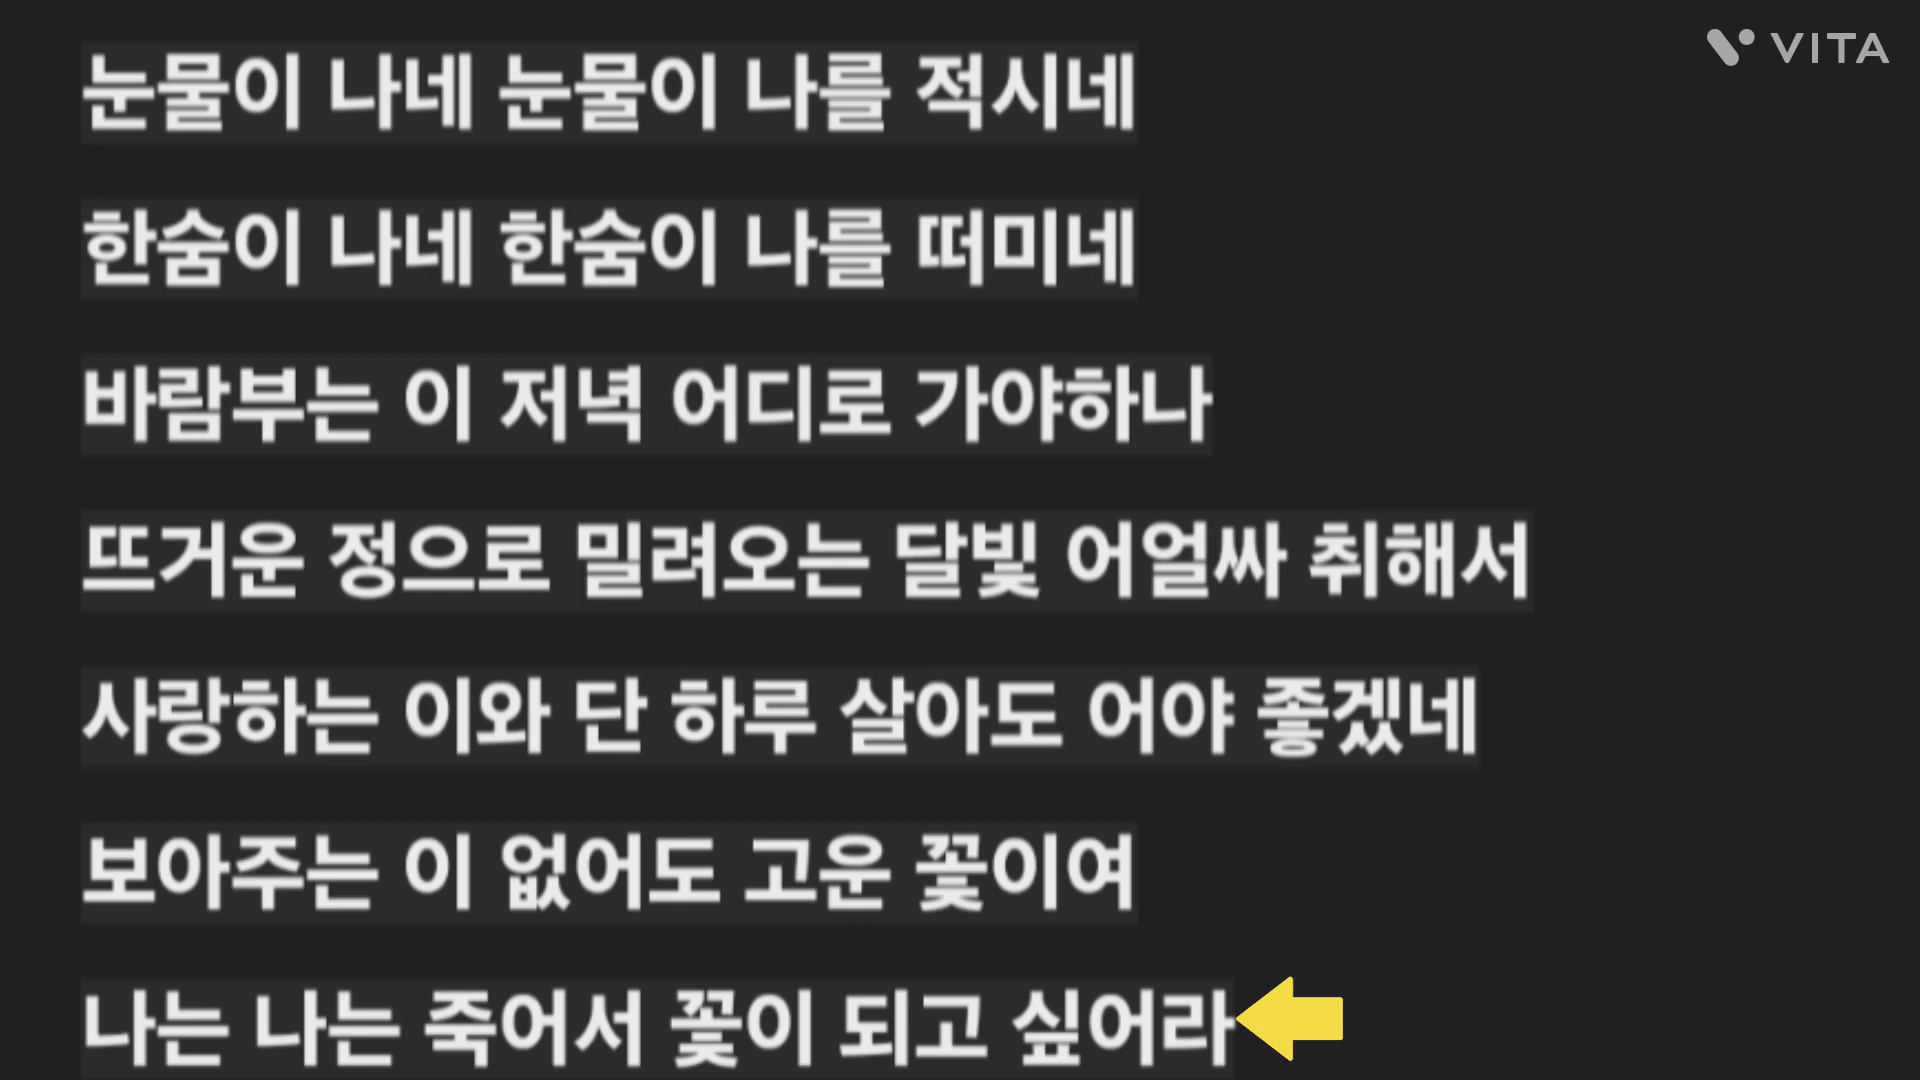 VITA
눈물이 나네 눈물이 나를 적시네
한숨이 나네 한숨이 나를 떠미네
바람부는 이 저녁 어디로 가야하나
뜨거운 정으로 밀려오는 달빛 어얼싸 취해서
사랑하는 이와 단 하루 살아도 어야 좋겠네
보아주는 이 없어도 고운 꽃이여
나는 나는 죽어서 꽃이 되고 싶어라